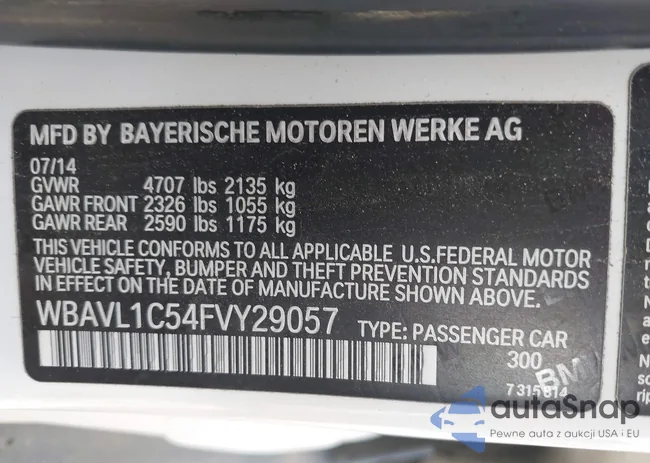 MFD BY BAYERISCHE MOTOREN WERKE AG
07/14
GVWR 4707 lbs 2135 kg
GAWR FRONT 2326 lbs 1055 kg
GAWR REAR 2590 lbs 1175 kg
THIS VEHICLE CONFORMS TO ALL APPLICABLE U.S.FEDERAL MOTOR
VEHICLE SAFETY, BUMPER AND THEFT PREVENTION STANDARDS
IN EFFECT ON THE DATE OF MANUFACTURE SHOWN ABOVE.
WBAVL1C54FVY29057 TYPE: PASSENGER CAR
300
7 315 814
autoSnap
Pewne auta z aukcji USA i EU